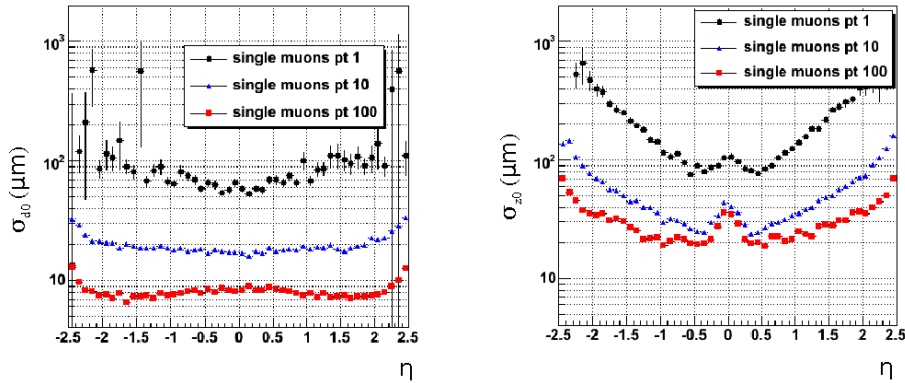 σd0 (μm)
10²
10²
10
single muons pt 1
single muons pt 10
single muons pt 100
-2.5 -2 -1.5 -1 -0.5 0 0.5 1 1.5 2 2.5
η
σz0 (μm)
10³
10²
10
single muons pt 1
single muons pt 10
single muons pt 100
-2.5 -2 -1.5 -1 -0.5 0 0.5 1 1.5 2 2.5
η